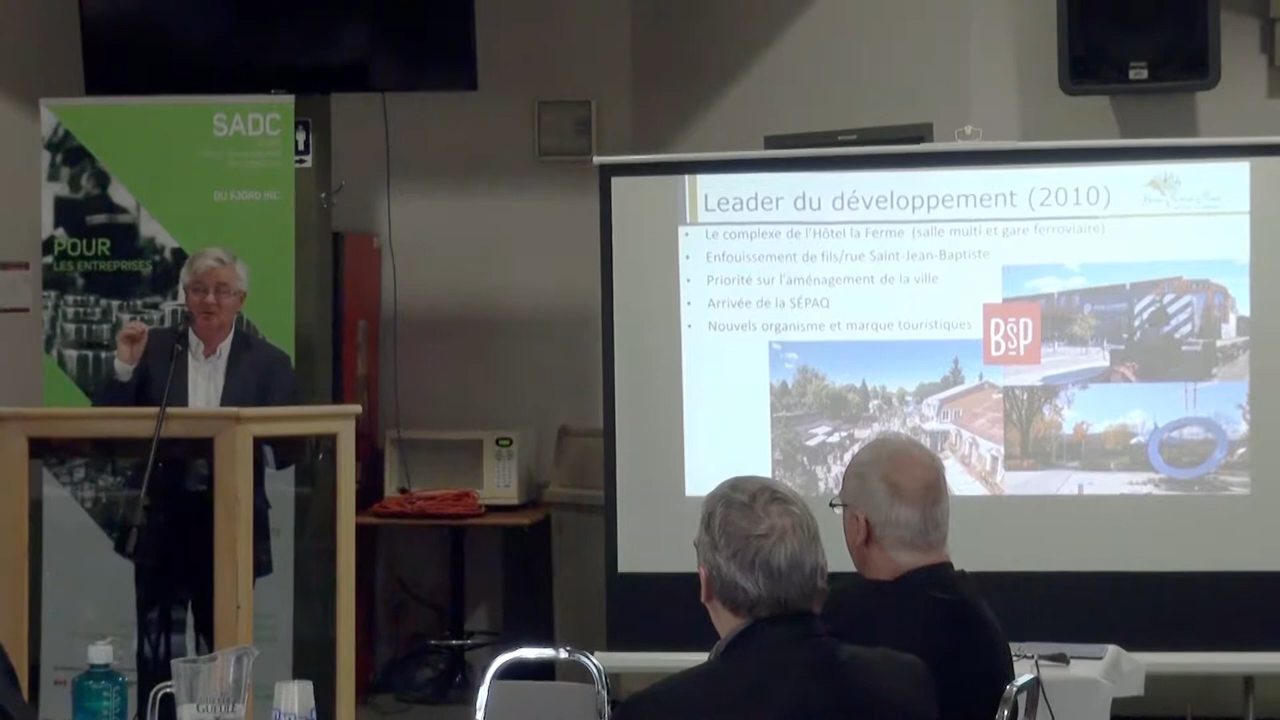 SADC
DU FJORD INC.
POUR
LES ENTREPRISES
Leader du développement (2010)
• Le complexe de l'Hôtel la Ferme (salle multi et gare ferroviaire)
• Enfouissement de fils/rue Saint-Jean-Baptiste
• Priorité sur l'aménagement de la ville
• Arrivée de la SÉPAQ
• Nouvels organisme et marque touristiques
BSP
GUEULE